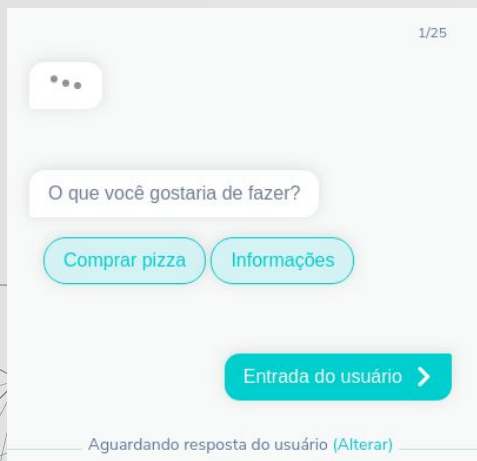 1/25
O que você gostaria de fazer?
Comprar pizza Informações
Entrada do usuário
Aguardando resposta do usuário (Alterar)